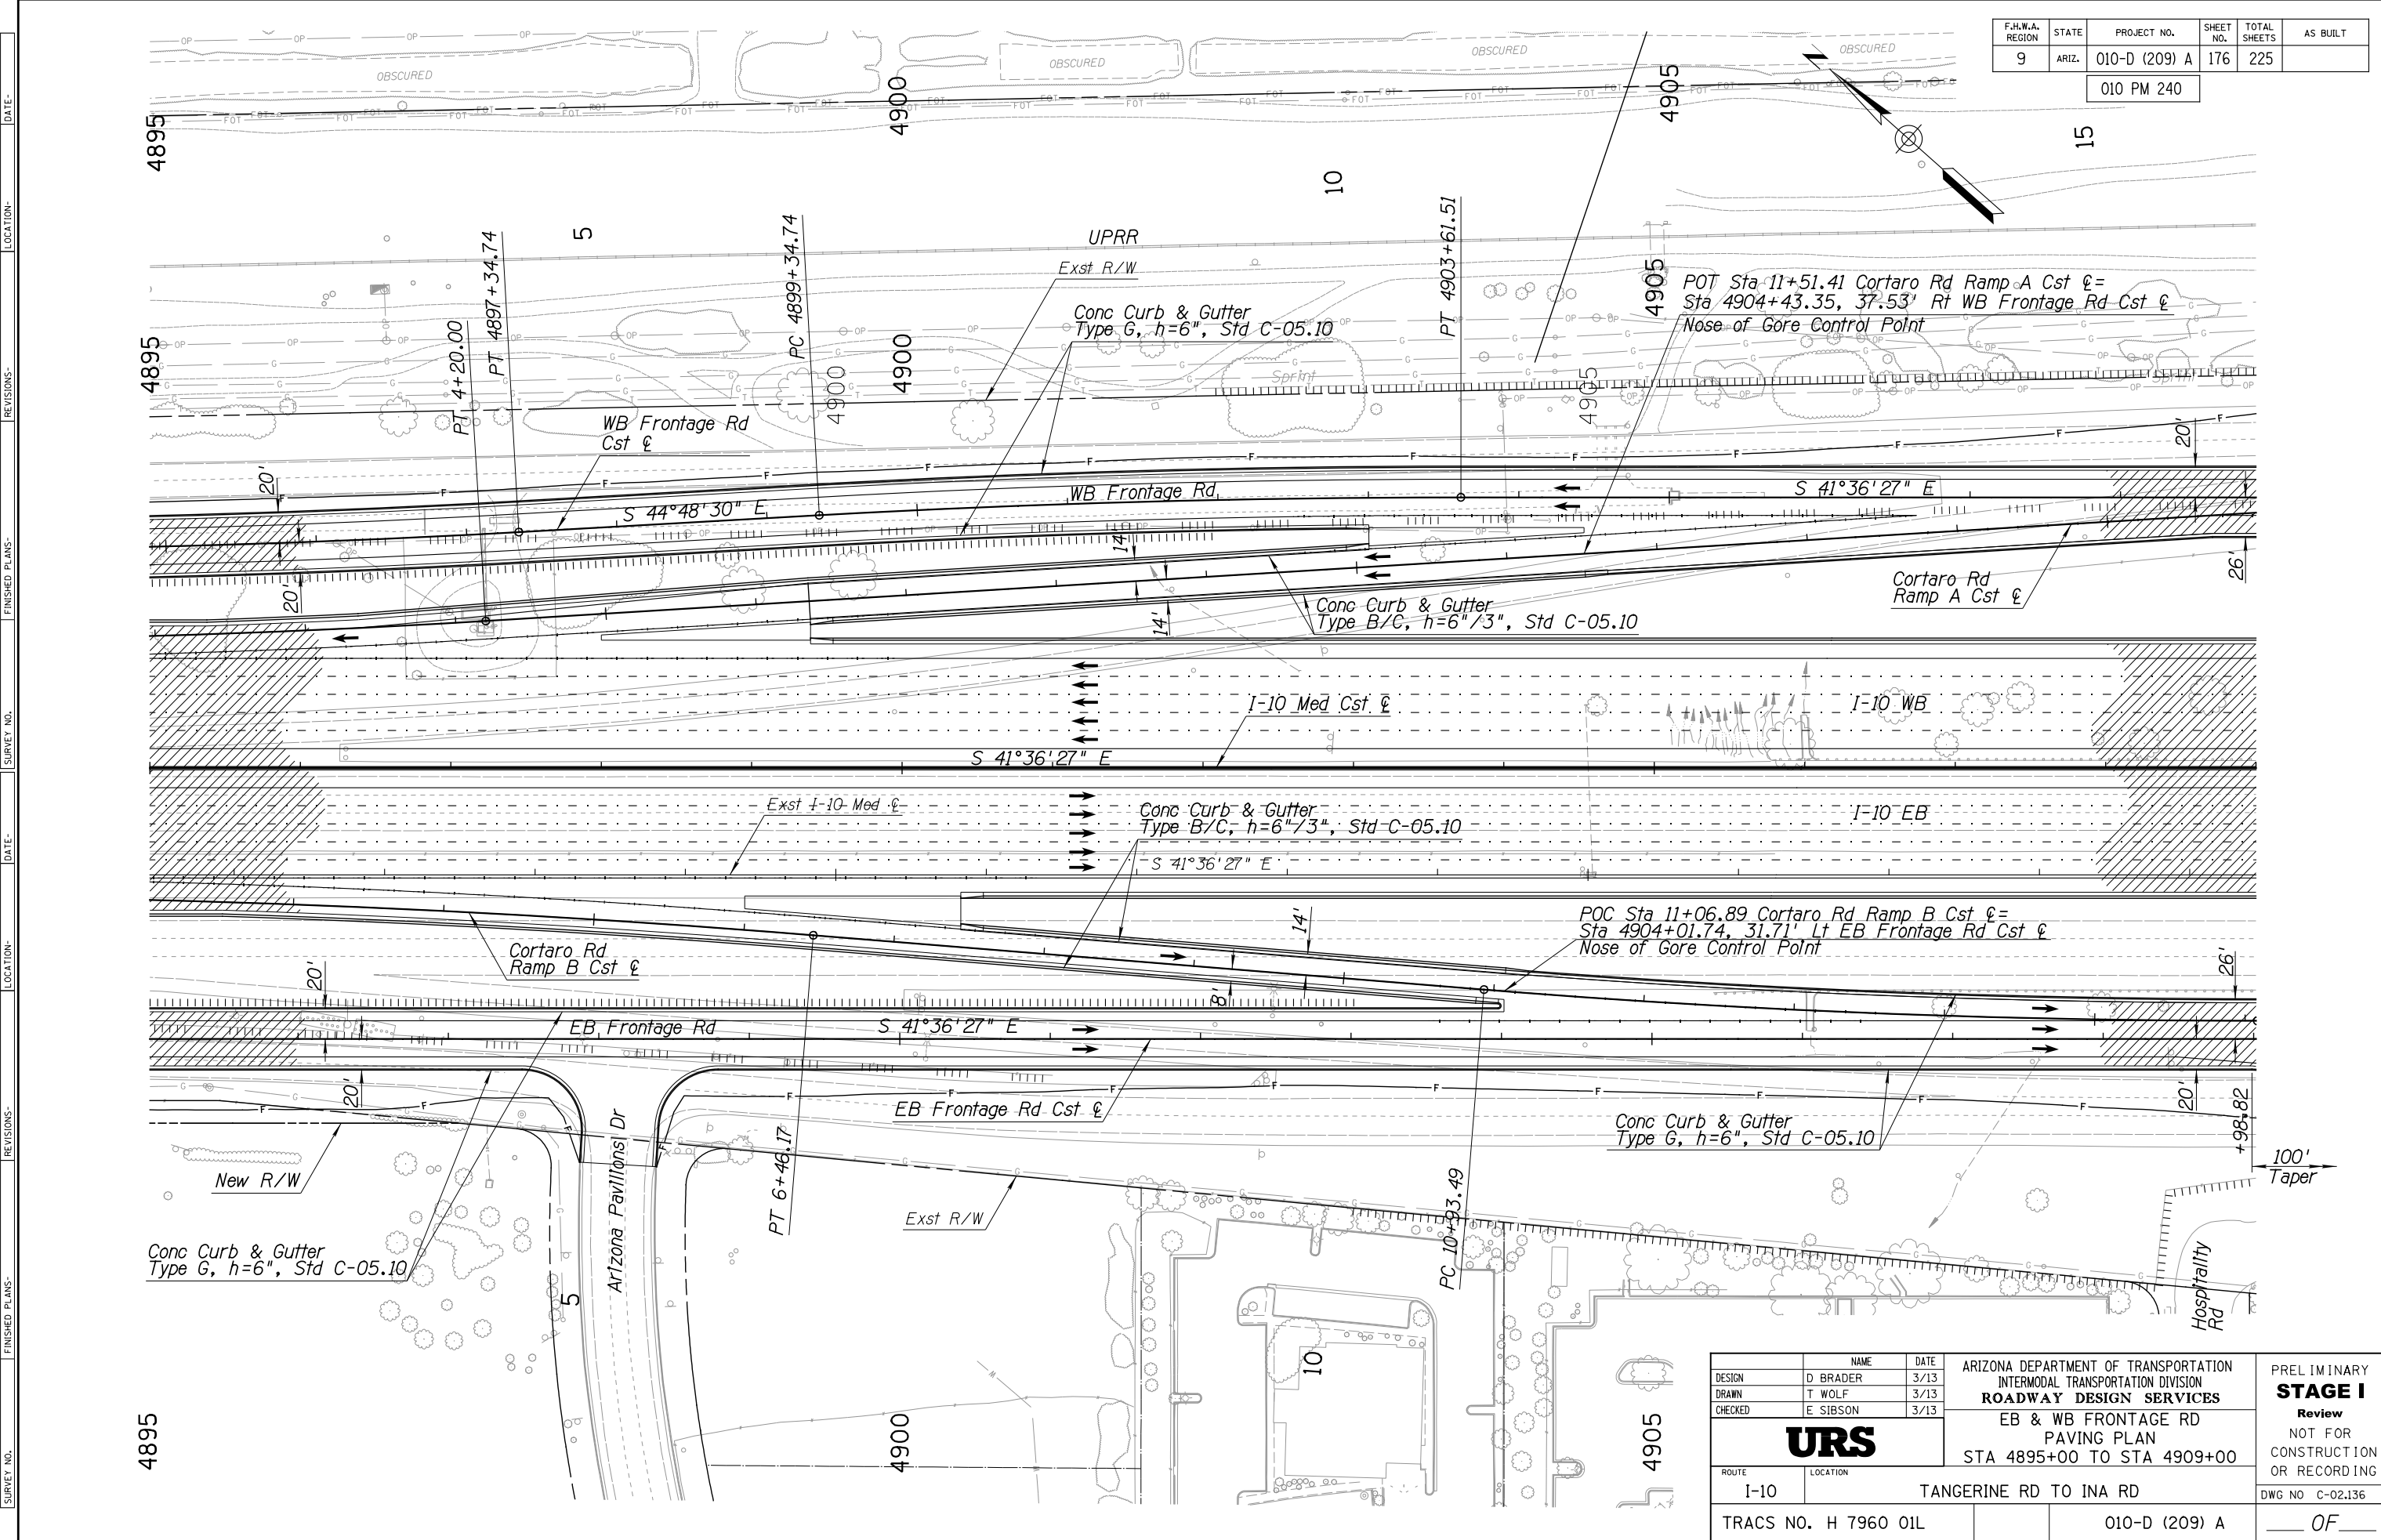 F.H.W.A. REGION STATE PROJECT NO. SHEET NO. TOTAL SHEETS AS BUILT
9 ARIZ. 010-D (209) A 176 225
010 PM 240
OBSCURED
OBSCURED
OBSCURED
OBSCURED
4895
4900
4905
5
10
15
UPRR
Exst R/W
PT 4+20.00
PT 4897+34.74
PC 4899+34.74
PT 4903+61.51
Conc Curb & Gutter
Type G, h=6", Std C-05.10
POT Sta 11+51.41 Cortaro Rd Ramp A Cst ℄=
Sta 4904+43.35, 37.53' Rt WB Frontage Rd Cst ℄
Nose of Gore Control Point
4895
4900
4900
4905
4905
Sprint
Sprint
WB Frontage Rd
Cst ℄
20'
20'
20'
26'
S 44°48'30" E
WB Frontage Rd
S 41°36'27" E
14'
14'
Cortaro Rd
Ramp A Cst ℄
Conc Curb & Gutter
Type B/C, h=6"/3", Std C-05.10
I-10 Med Cst ℄
I-10 WB
S 41°36'27" E
Exst I-10 Med ℄
Conc Curb & Gutter
Type B/C, h=6"/3", Std C-05.10
S 41°36'27" E
I-10 EB
POC Sta 11+06.89 Cortaro Rd Ramp B Cst ℄=
Sta 4904+01.74, 31.71' Lt EB Frontage Rd Cst ℄
Nose of Gore Control Point
Cortaro Rd
Ramp B Cst ℄
20'
14'
8'
26'
EB Frontage Rd
S 41°36'27" E
20'
EB Frontage Rd Cst ℄
20'
+98.82
100'
Taper
Conc Curb & Gutter
Type G, h=6", Std C-05.10
New R/W
Arizona Pavilions Dr
PT 6+46.17
Exst R/W
PC 10+93.49
Hospitality
Rd
Conc Curb & Gutter
Type G, h=6", Std C-05.10
5
10
4895
4900
4905
NAME DATE
DESIGN D BRADER 3/13
DRAWN T WOLF 3/13
CHECKED E SIBSON 3/13
URS
ARIZONA DEPARTMENT OF TRANSPORTATION
INTERMODAL TRANSPORTATION DIVISION
ROADWAY DESIGN SERVICES
EB & WB FRONTAGE RD
PAVING PLAN
STA 4895+00 TO STA 4909+00
PRELIMINARY
STAGE I
Review
NOT FOR
CONSTRUCTION
OR RECORDING
ROUTE LOCATION
I-10 TANGERINE RD TO INA RD
DWG NO C-02.136
TRACS NO. H 7960 01L 010-D (209) A
OF
DATE-
LOCATION-
REVISIONS-
FINISHED PLANS-
SURVEY NO.
DATE-
LOCATION-
REVISIONS-
FINISHED PLANS-
SURVEY NO.